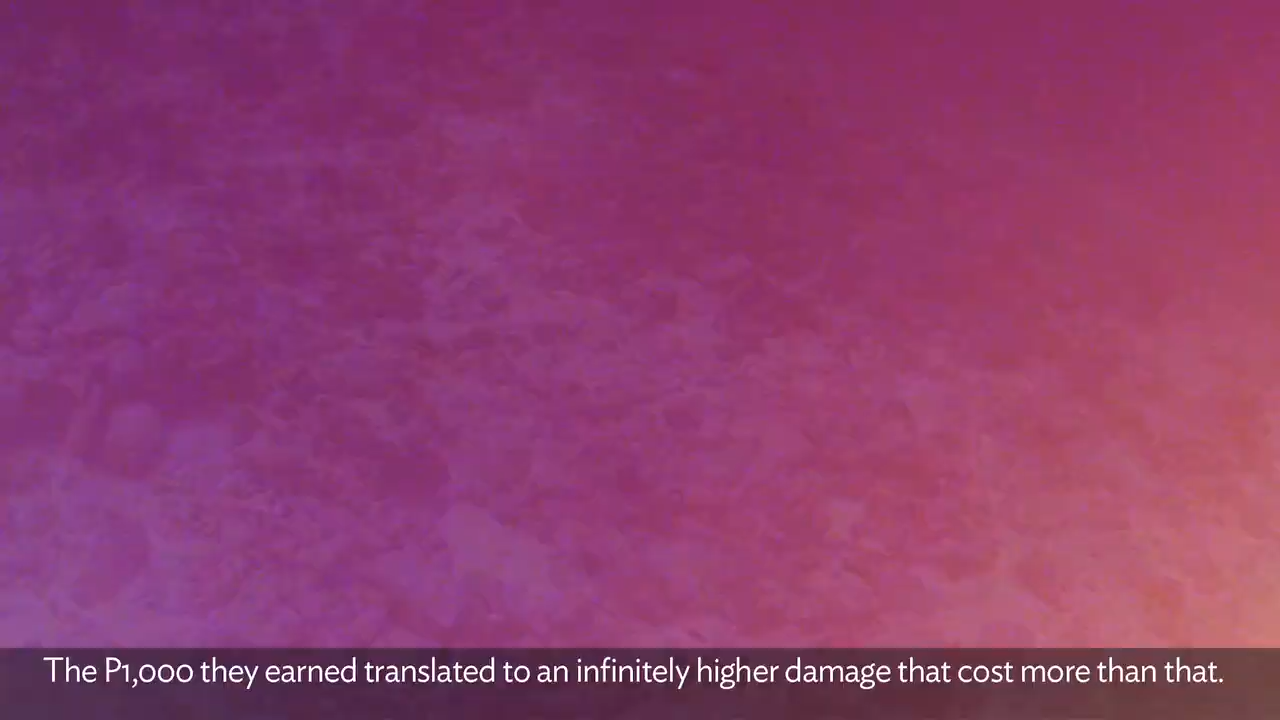 The P1,000 they earned translated to an infinitely higher damage that cost more than that.